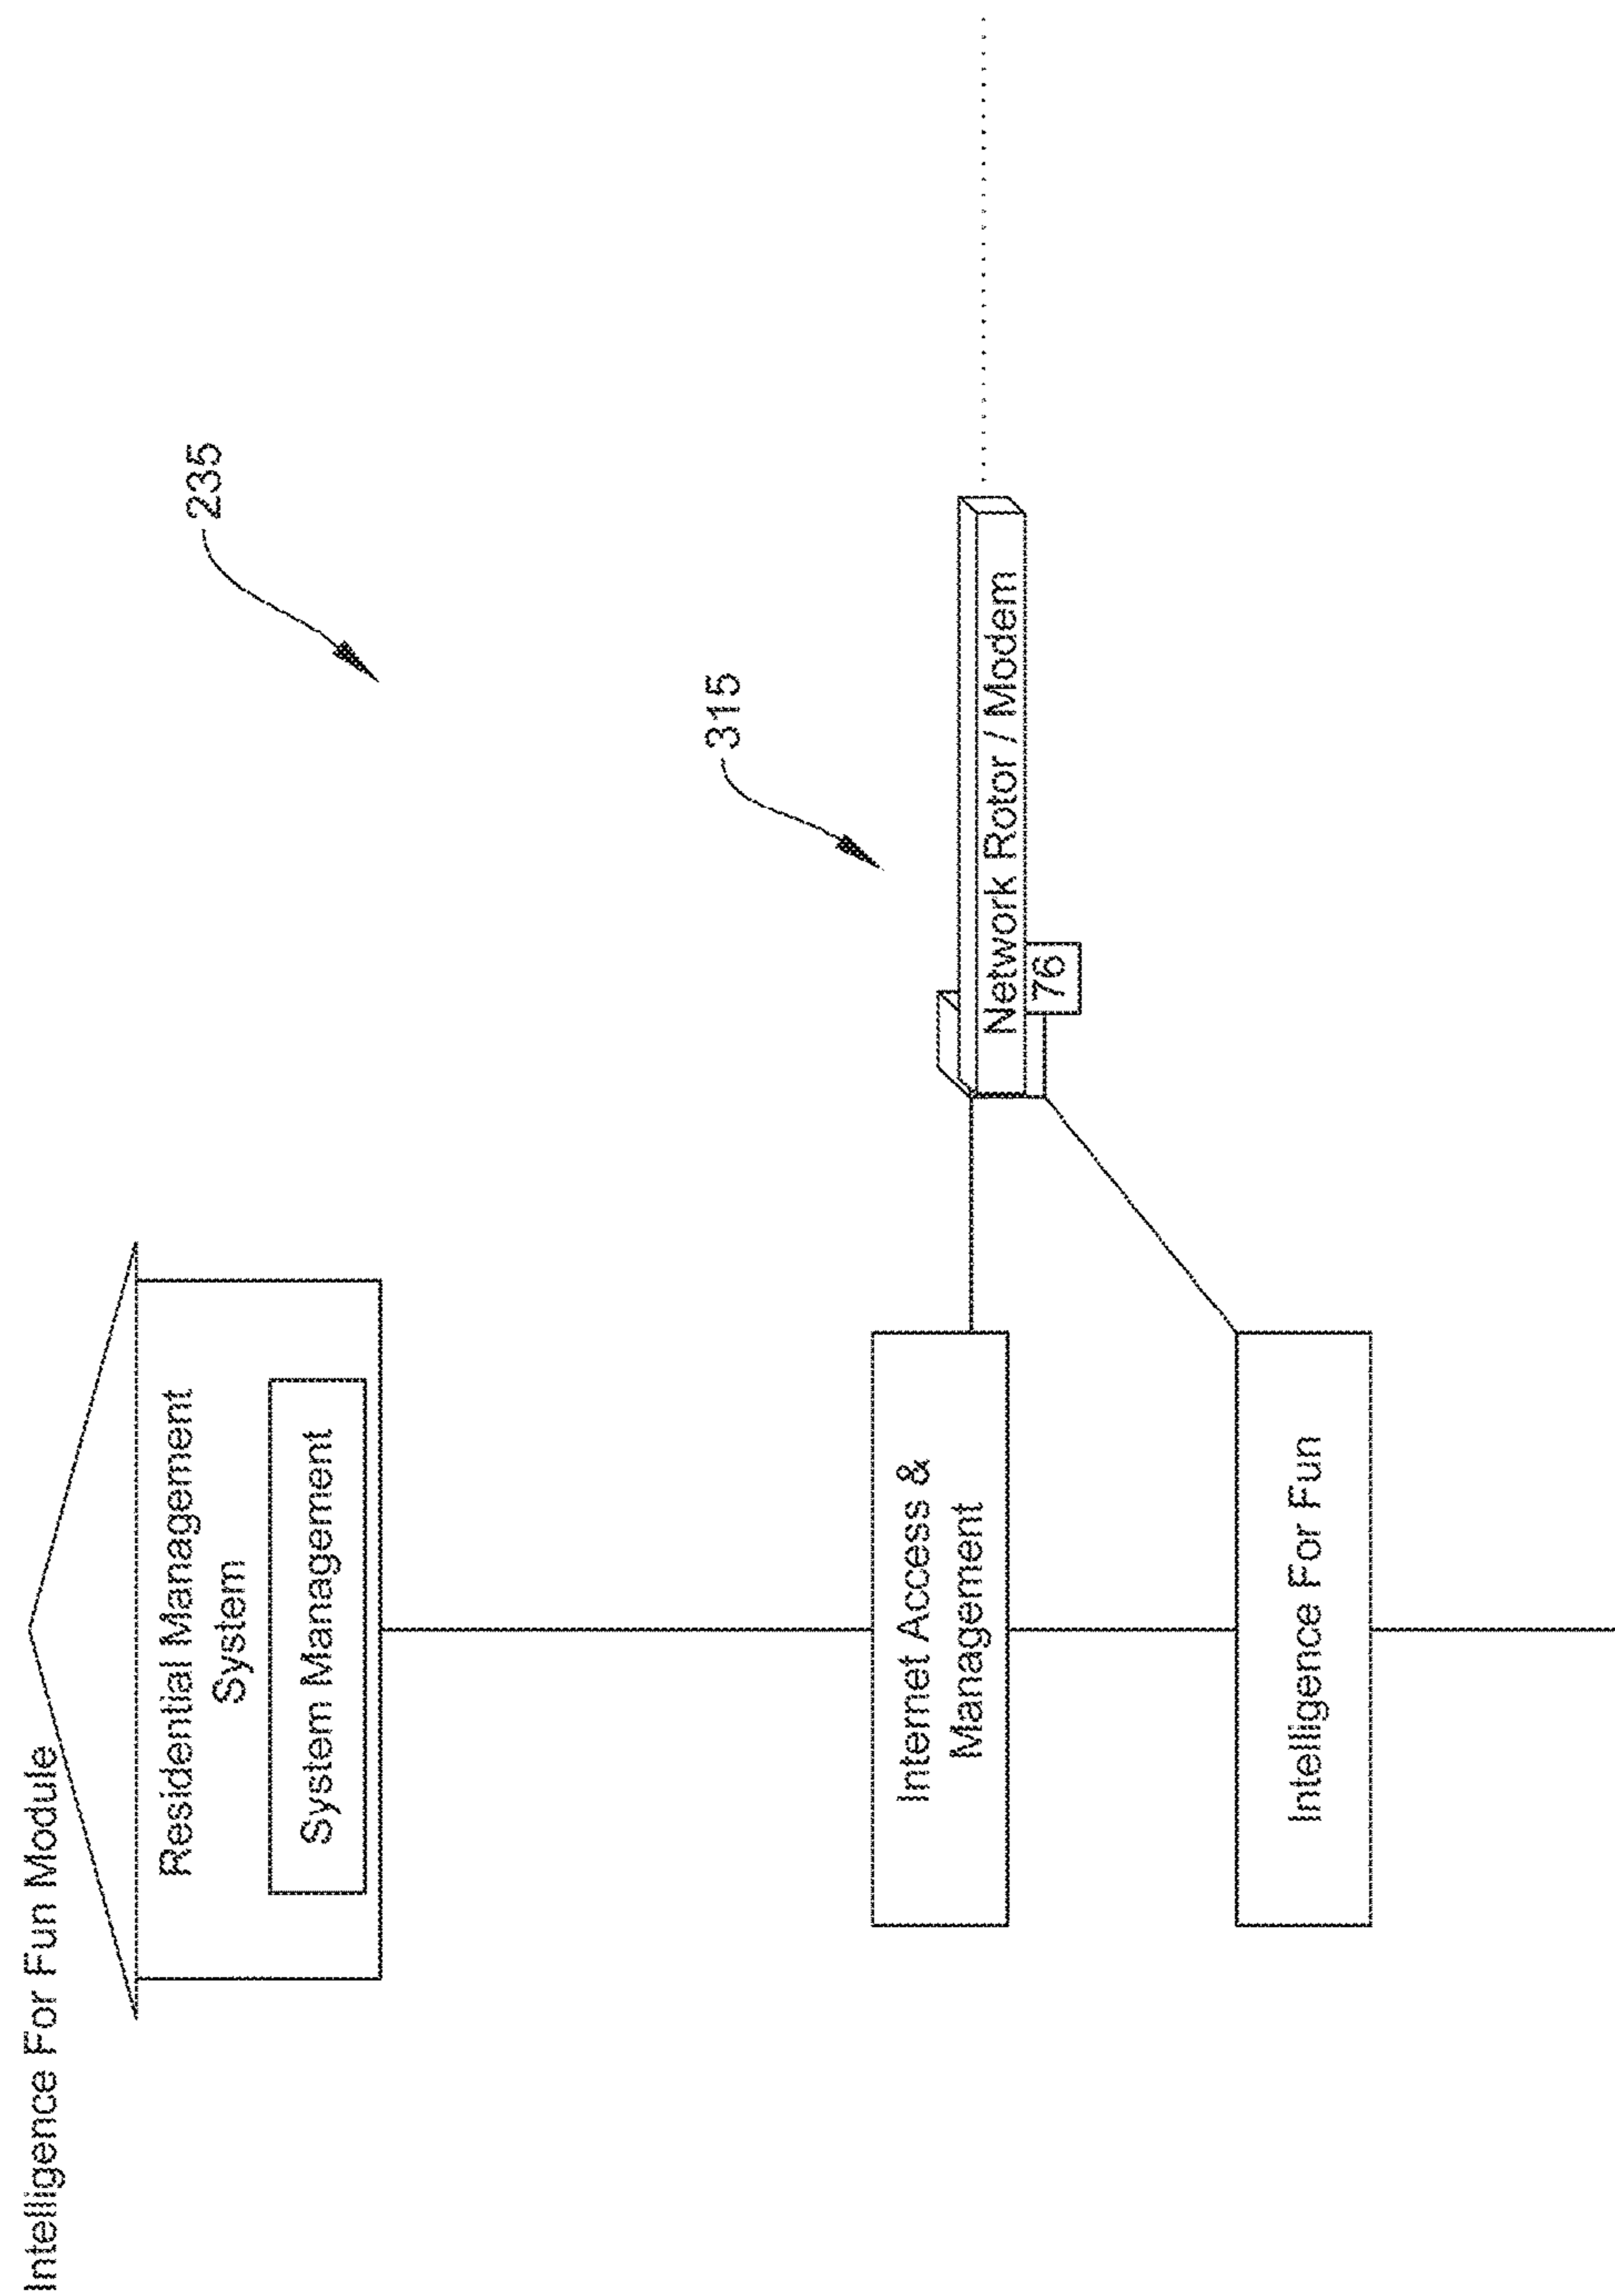 Intelligence For Fun Module
Residential Management
System
System Management
235
315
Internet Access &
Management
Network Rotor / Modem
76
Intelligence For Fun